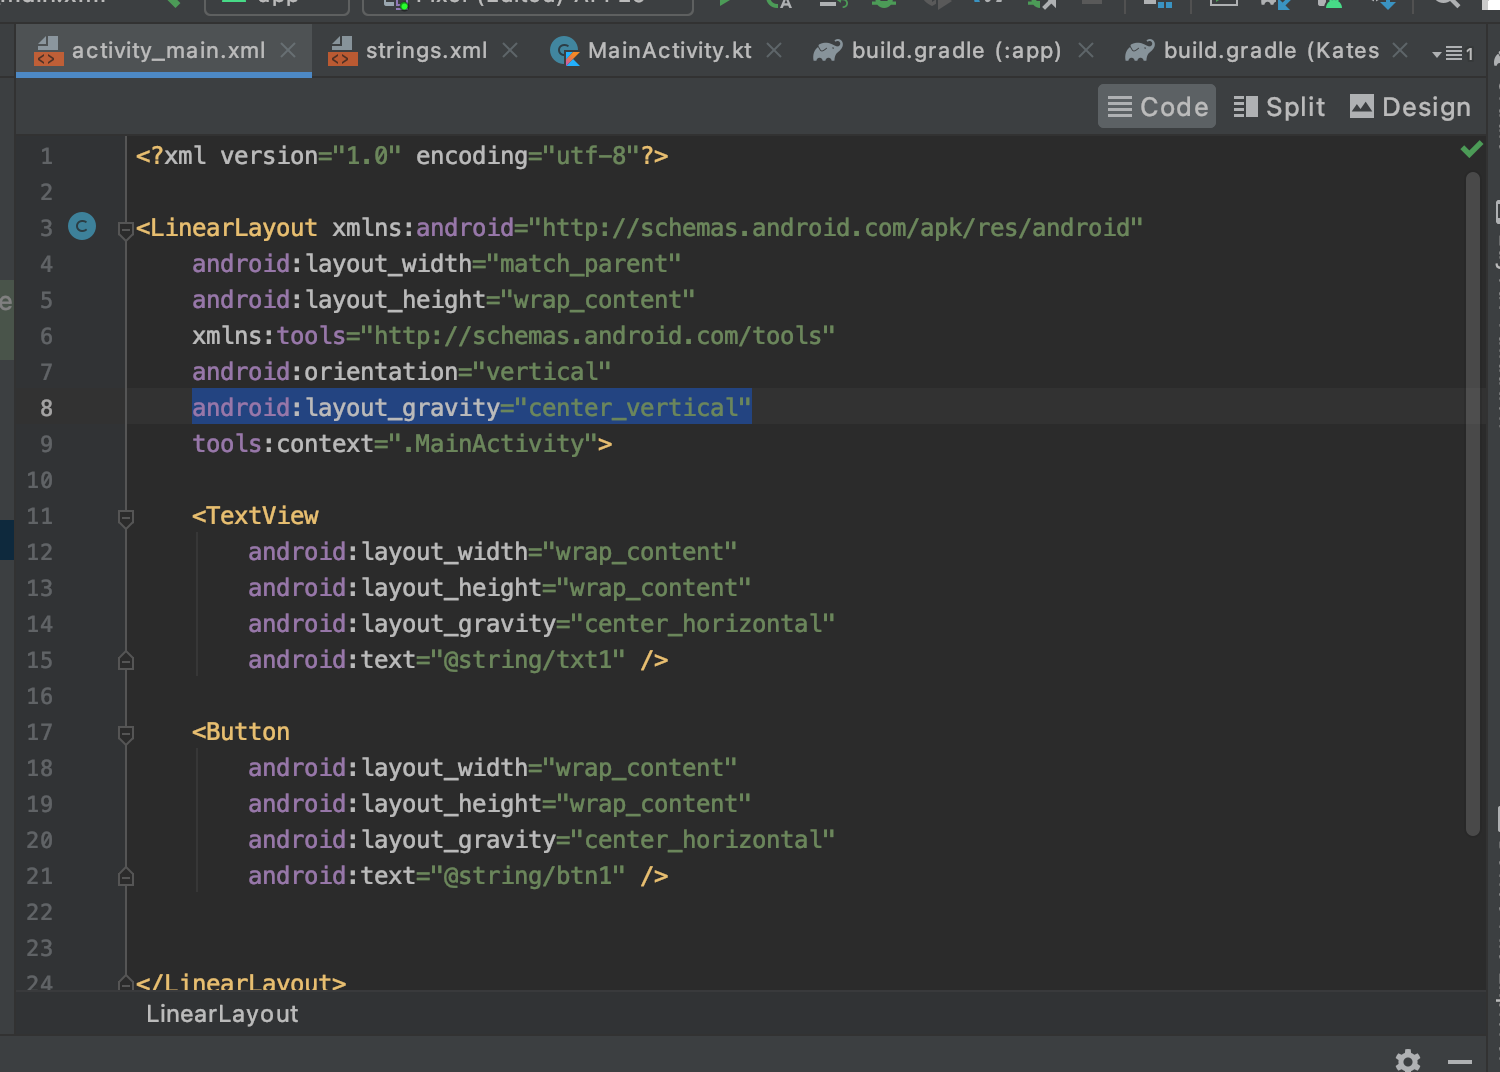 activity_main.xml strings.xml MainActivity.kt build.gradle (:app) build.gradle (Kates 1
Code Split Design
1 <?xml version="1.0" encoding="utf-8"?>
2
3 C <LinearLayout xmlns:android="http://schemas.android.com/apk/res/android"
4 android:layout_width="match_parent"
5 android:layout_height="wrap_content"
6 xmlns:tools="http://schemas.android.com/tools"
7 android:orientation="vertical"
8 android:layout_gravity="center_vertical"
9 tools:context=".MainActivity">
10
11 <TextView
12 android:layout_width="wrap_content"
13 android:layout_height="wrap_content"
14 android:layout_gravity="center_horizontal"
15 android:text="@string/txt1" />
16
17 <Button
18 android:layout_width="wrap_content"
19 android:layout_height="wrap_content"
20 android:layout_gravity="center_horizontal"
21 android:text="@string/btn1" />
22
23
24 </LinearLayout>
LinearLayout